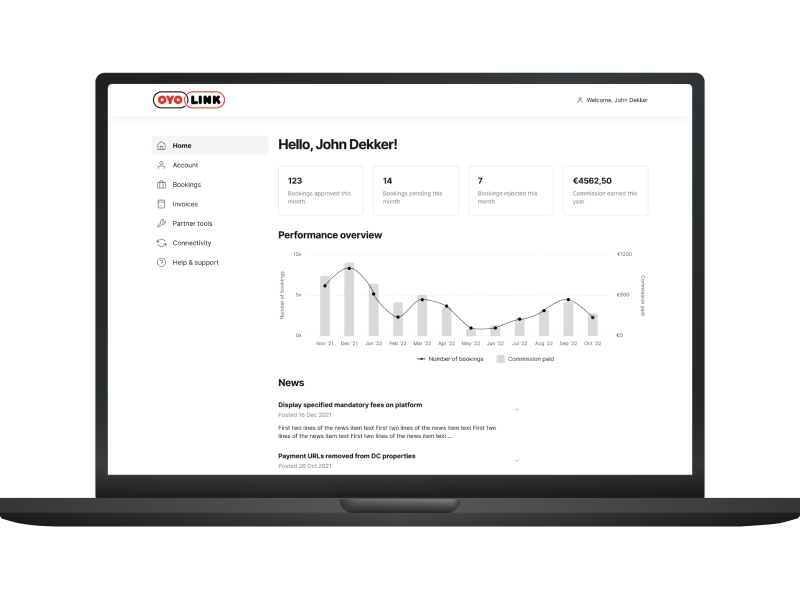 OYO LINK
Welcome, John Dekker
Home
Account
Bookings
Invoices
Partner tools
Connectivity
Help & support
Hello, John Dekker!
123
Bookings approved this
month
14
Bookings pending this
month
7
Bookings rejected this
month
€4562,50
Commission earned this
year
Performance overview
Number of bookings
10x
5x
0x
€1200
€600
€0
Commission paid
Nov '21 Dec '21 Jan '22 Feb '22 Mar '22 Apr '22 May '22 Jun '22 Jul '22 Aug '22 Sep '22 Oct '22
Number of bookings Commission paid
News
Display specified mandatory fees on platform
Posted 16 Dec 2021
First two lines of the news item text First two lines of the news item text First two
lines of the news item text First two lines of the news item text ...
Payment URLs removed from DC properties
Posted 26 Oct 2021